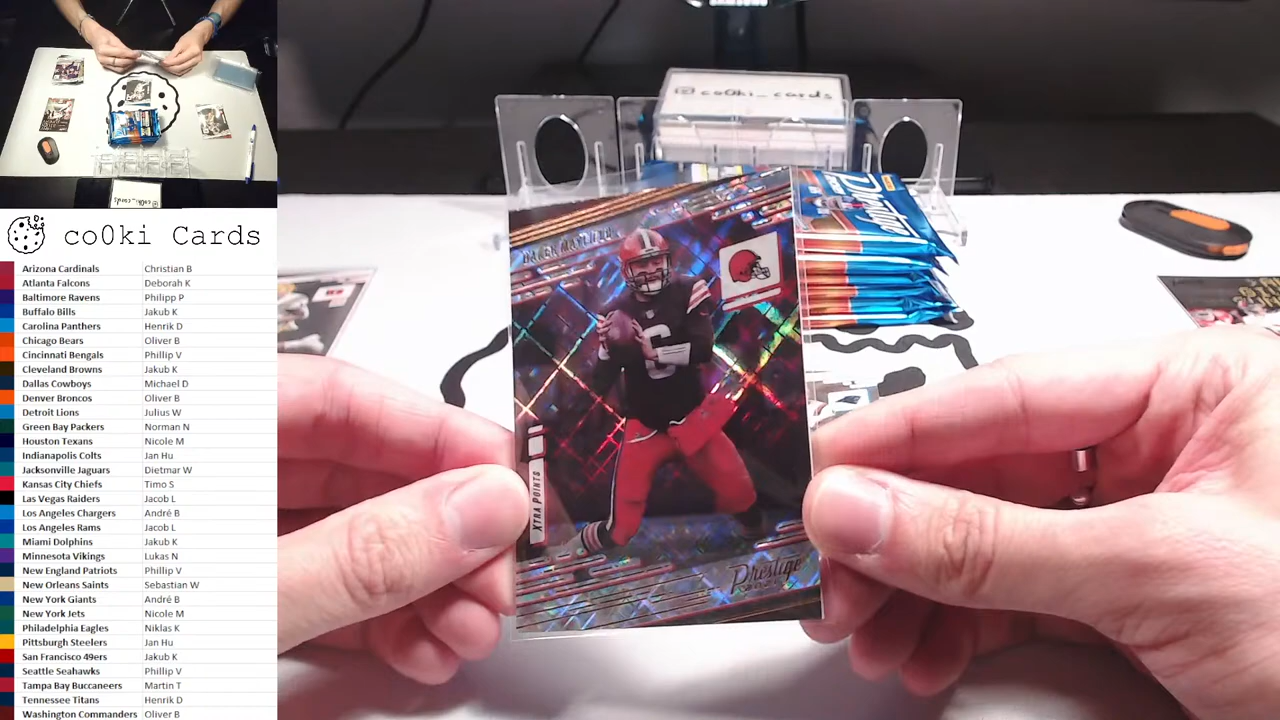 SAMSUNG
@co0ki_cards
co0ki Cards
Arizona Cardinals Christian B
Atlanta Falcons Deborah K
Baltimore Ravens Philipp P
Buffalo Bills Jakub K
Carolina Panthers Henrik D
Chicago Bears Oliver B
Cincinnati Bengals Phillip V
Cleveland Browns Jakub K
Dallas Cowboys Michael D
Denver Broncos Oliver B
Detroit Lions Julius W
Green Bay Packers Norman N
Houston Texans Nicole M
Indianapolis Colts Jan Hu
Jacksonville Jaguars Dietmar W
Kansas City Chiefs Timo S
Las Vegas Raiders Jacob L
Los Angeles Chargers André B
Los Angeles Rams Jacob L
Miami Dolphins Jakub K
Minnesota Vikings Lukas N
New England Patriots Phillip V
New Orleans Saints Sebastian W
New York Giants André B
New York Jets Nicole M
Philadelphia Eagles Niklas K
Pittsburgh Steelers Jan Hu
San Francisco 49ers Jakub K
Seattle Seahawks Phillip V
Tampa Bay Buccaneers Martin T
Tennessee Titans Henrik D
Washington Commanders Oliver B
BAKER MAYFIELD
6
XTRA POINTS
Prestige